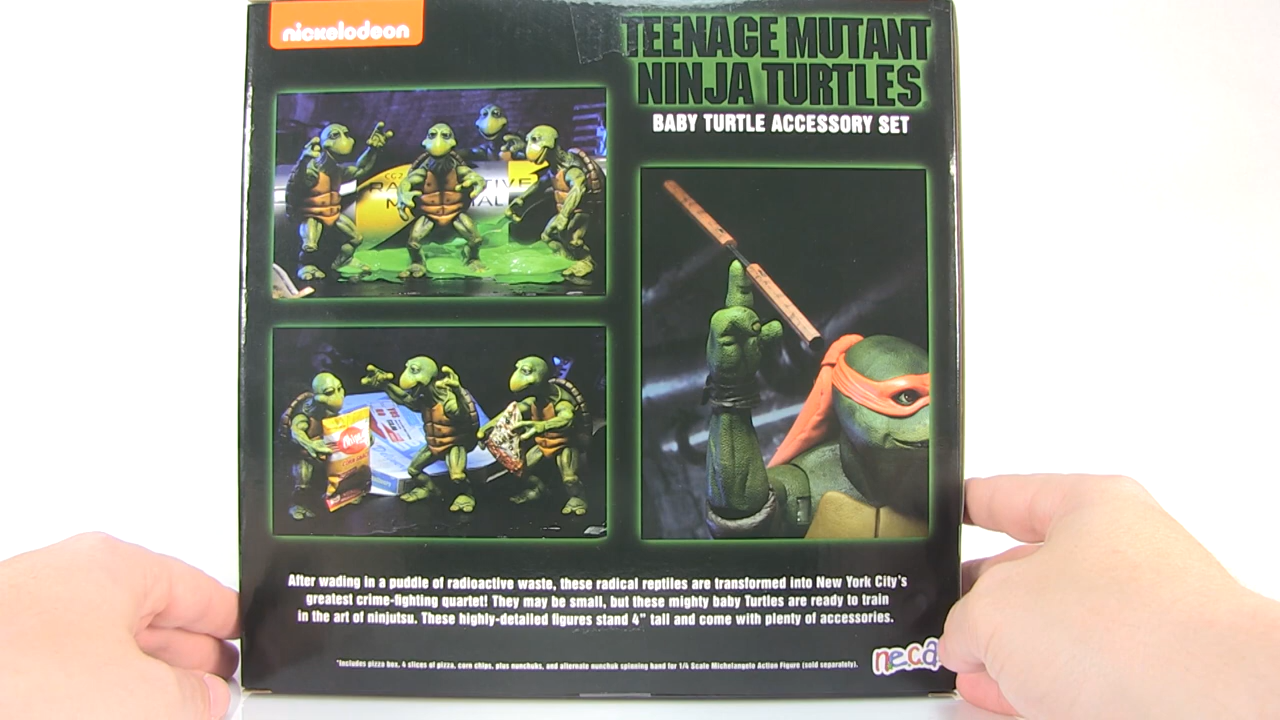 nickelodeon
TEENAGE MUTANT
NINJA TURTLES
BABY TURTLE ACCESSORY SET
After wading in a puddle of radioactive waste, these radical reptiles are transformed into New York City's
greatest crime-fighting quartet! They may be small, but these mighty baby Turtles are ready to train
in the art of ninjutsu. These highly-detailed figures stand 4" tall and come with plenty of accessories.
*Includes pizza box, 4 slices of pizza, corn chips, plus nunchuks, and alternate nunchuk spinning hand for 1/4 Scale Michelangelo Action Figure (sold separately).
neca